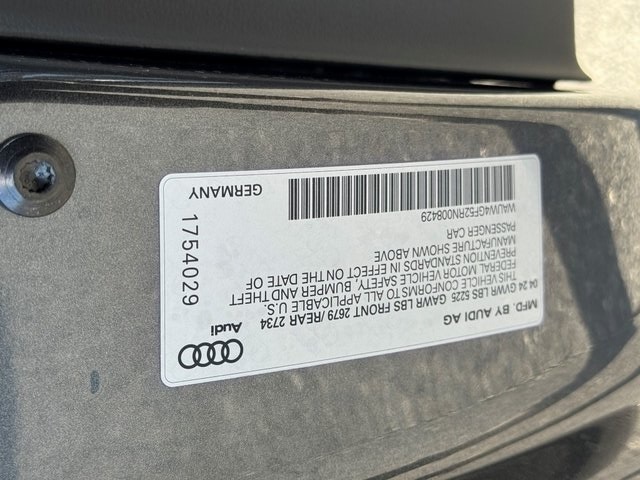 MFD. BY AUDI AG
04.24 GVWR LBS 5226 GAWR LBS FRONT 2679 /REAR 2734
THIS VEHICLE CONFORMS TO ALL APPLICABLE U.S.
FEDERAL MOTOR VEHICLE SAFETY, BUMPER AND THEFT
PREVENTION STANDARDS IN EFFECT ON THE DATE OF
MANUFACTURE SHOWN ABOVE
PASSENGER CAR
WAUW4GF52RN008429
Audi
1754029
GERMANY